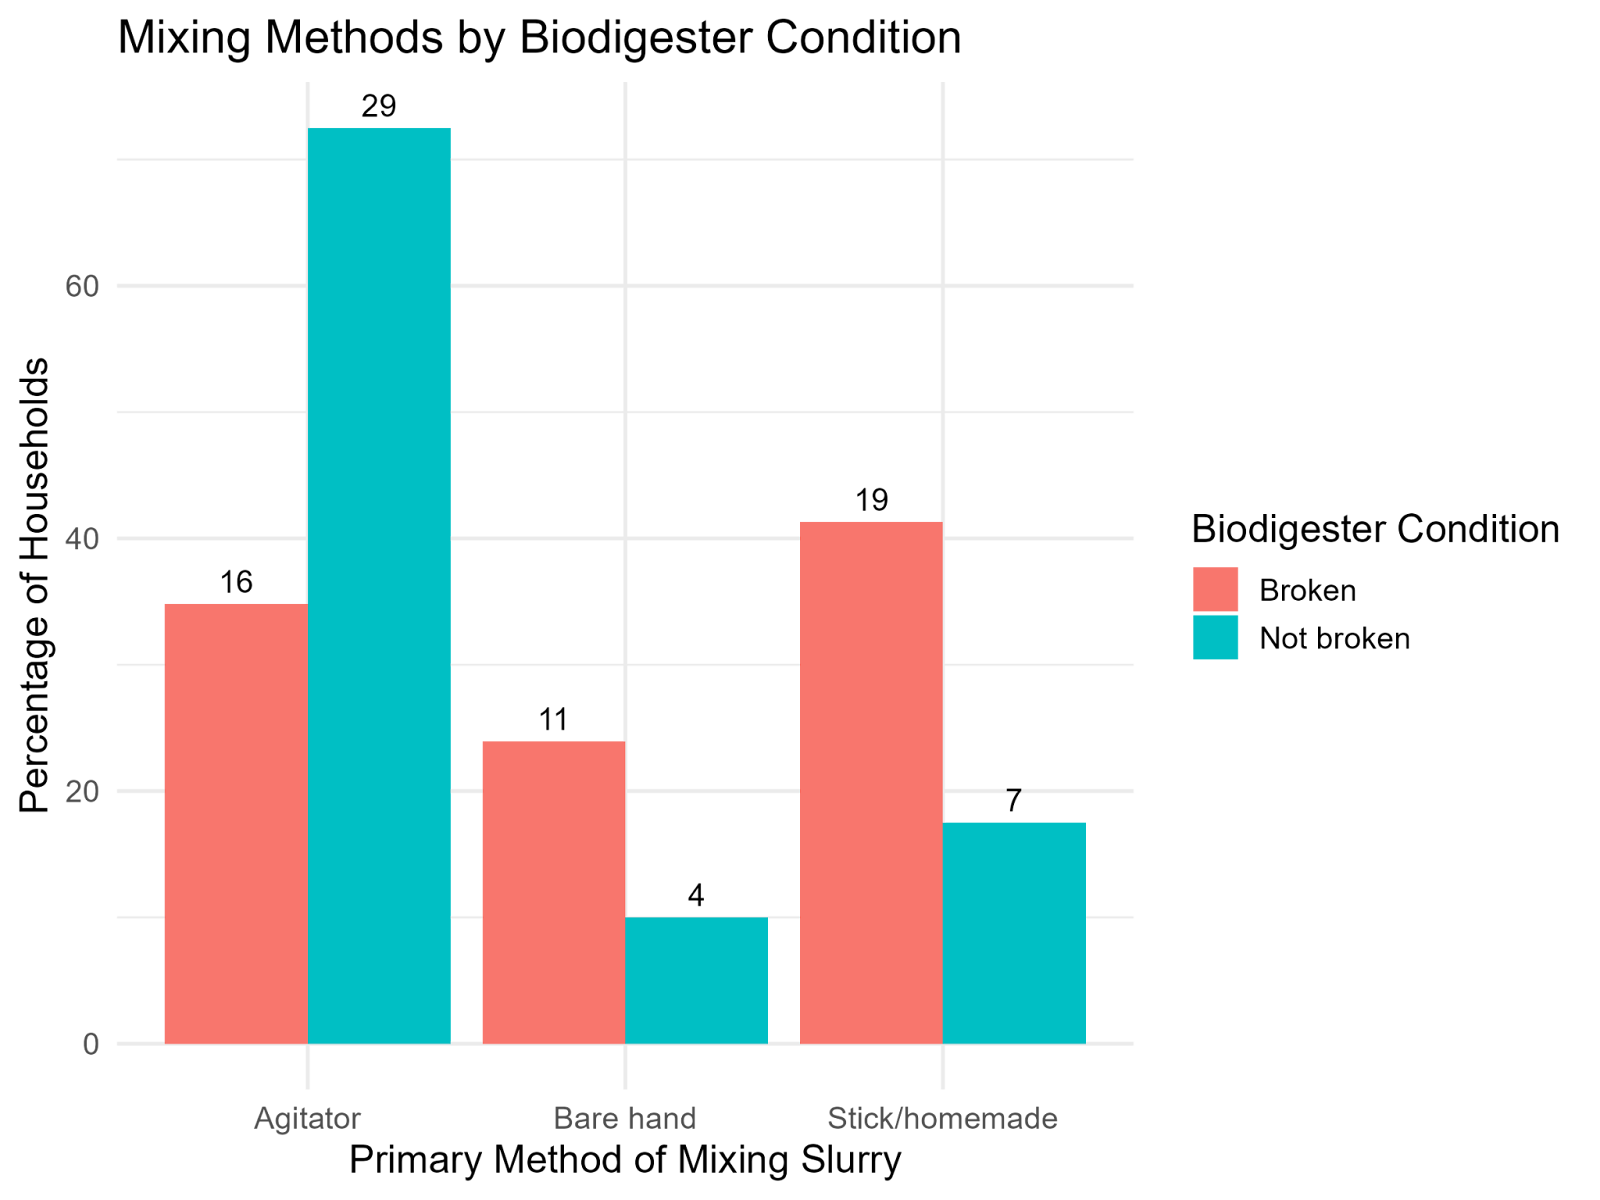 Mixing Methods by Biodigester Condition
29
60
16
40
19
11
20
7
4
0
Percentage of Households
Agitator
Bare hand
Stick/homemade
Primary Method of Mixing Slurry
Biodigester Condition
Broken
Not broken